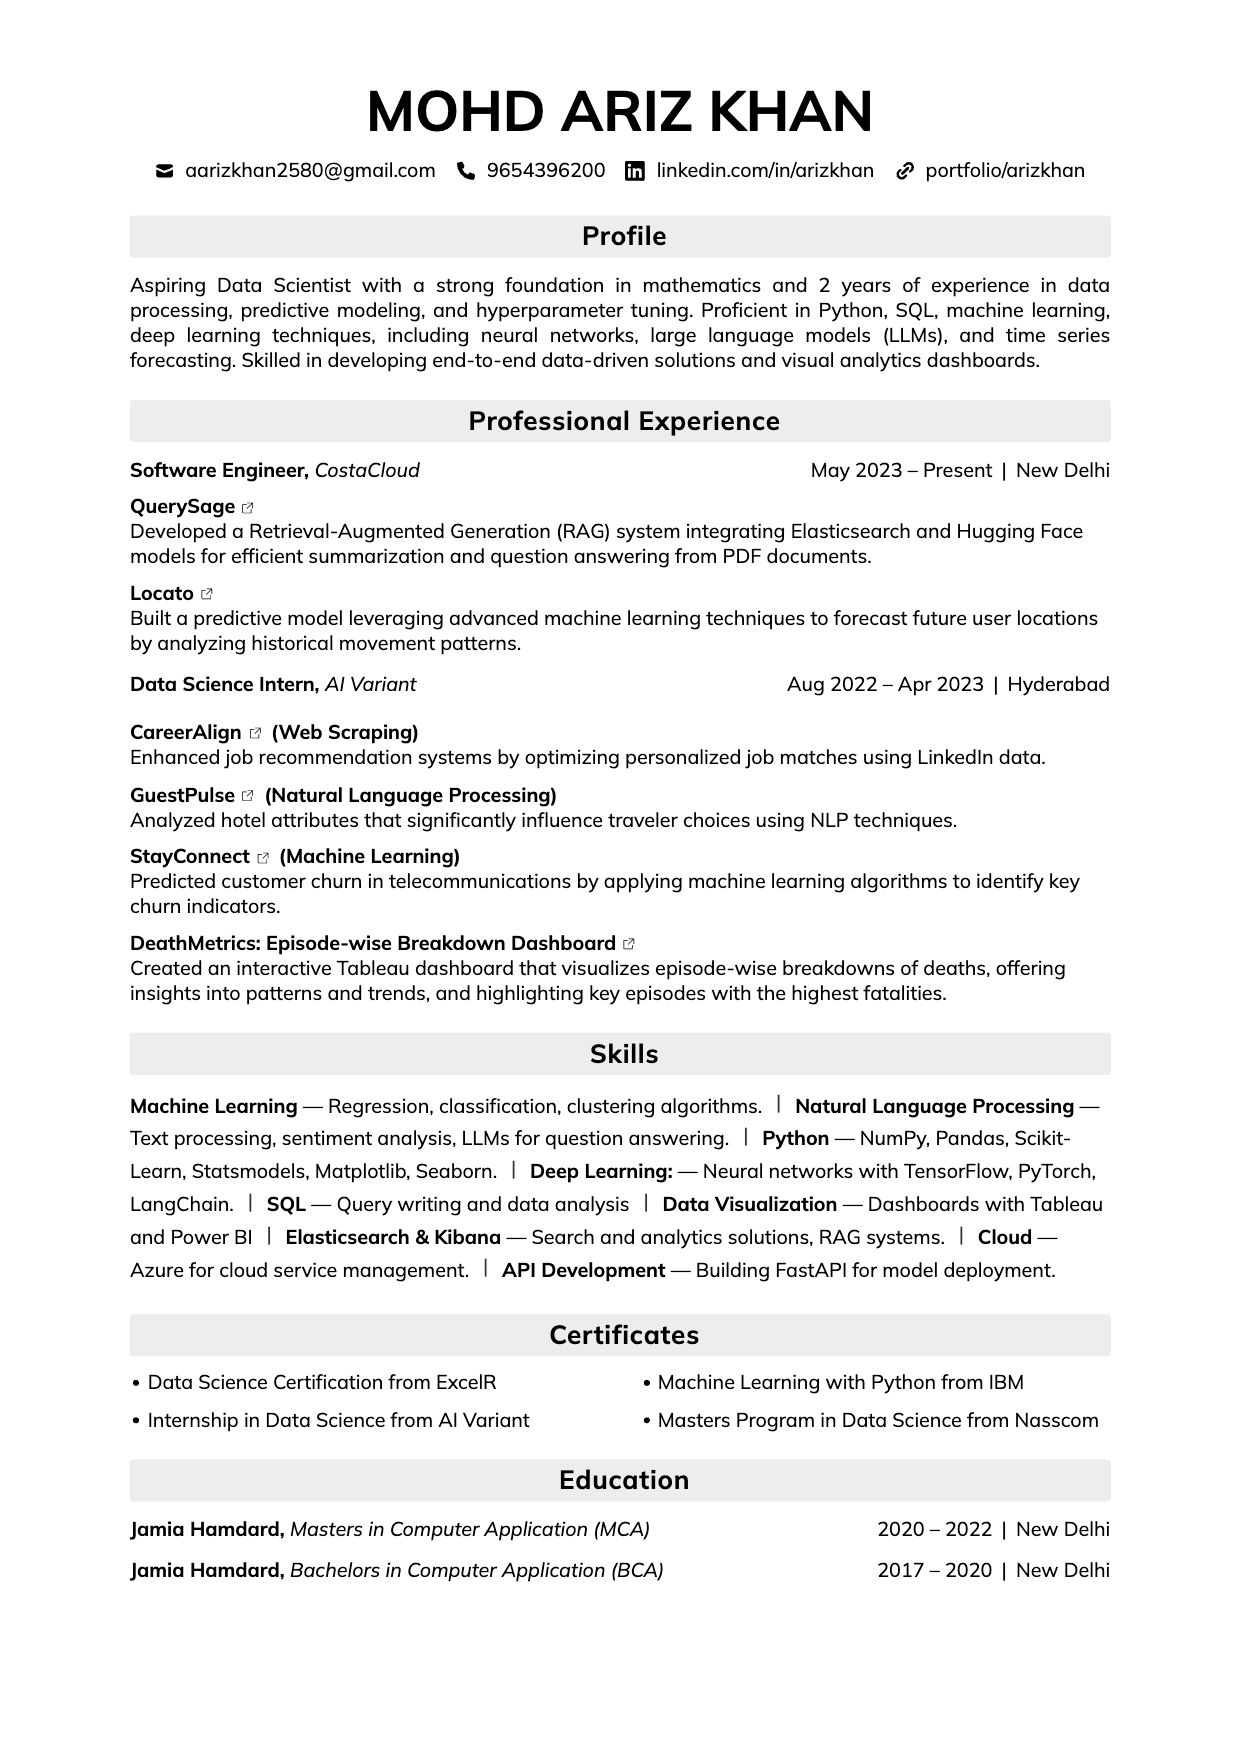 MOHD ARIZ KHAN
aarizkhan2580@gmail.com 9654396200 linkedin.com/in/arizkhan portfolio/arizkhan
Profile
Aspiring Data Scientist with a strong foundation in mathematics and 2 years of experience in data
processing, predictive modeling, and hyperparameter tuning. Proficient in Python, SQL, machine learning,
deep learning techniques, including neural networks, large language models (LLMs), and time series
forecasting. Skilled in developing end-to-end data-driven solutions and visual analytics dashboards.
Professional Experience
Software Engineer, CostaCloud May 2023 – Present | New Delhi
QuerySage
Developed a Retrieval-Augmented Generation (RAG) system integrating Elasticsearch and Hugging Face
models for efficient summarization and question answering from PDF documents.
Locato
Built a predictive model leveraging advanced machine learning techniques to forecast future user locations
by analyzing historical movement patterns.
Data Science Intern, AI Variant Aug 2022 – Apr 2023 | Hyderabad
CareerAlign (Web Scraping)
Enhanced job recommendation systems by optimizing personalized job matches using LinkedIn data.
GuestPulse (Natural Language Processing)
Analyzed hotel attributes that significantly influence traveler choices using NLP techniques.
StayConnect (Machine Learning)
Predicted customer churn in telecommunications by applying machine learning algorithms to identify key
churn indicators.
DeathMetrics: Episode-wise Breakdown Dashboard
Created an interactive Tableau dashboard that visualizes episode-wise breakdowns of deaths, offering
insights into patterns and trends, and highlighting key episodes with the highest fatalities.
Skills
Machine Learning — Regression, classification, clustering algorithms. | Natural Language Processing —
Text processing, sentiment analysis, LLMs for question answering. | Python — NumPy, Pandas, Scikit-
Learn, Statsmodels, Matplotlib, Seaborn. | Deep Learning: — Neural networks with TensorFlow, PyTorch,
LangChain. | SQL — Query writing and data analysis | Data Visualization — Dashboards with Tableau
and Power BI | Elasticsearch & Kibana — Search and analytics solutions, RAG systems. | Cloud —
Azure for cloud service management. | API Development — Building FastAPI for model deployment.
Certificates
• Data Science Certification from ExcelR • Machine Learning with Python from IBM
• Internship in Data Science from AI Variant • Masters Program in Data Science from Nasscom
Education
Jamia Hamdard, Masters in Computer Application (MCA) 2020 – 2022 | New Delhi
Jamia Hamdard, Bachelors in Computer Application (BCA) 2017 – 2020 | New Delhi